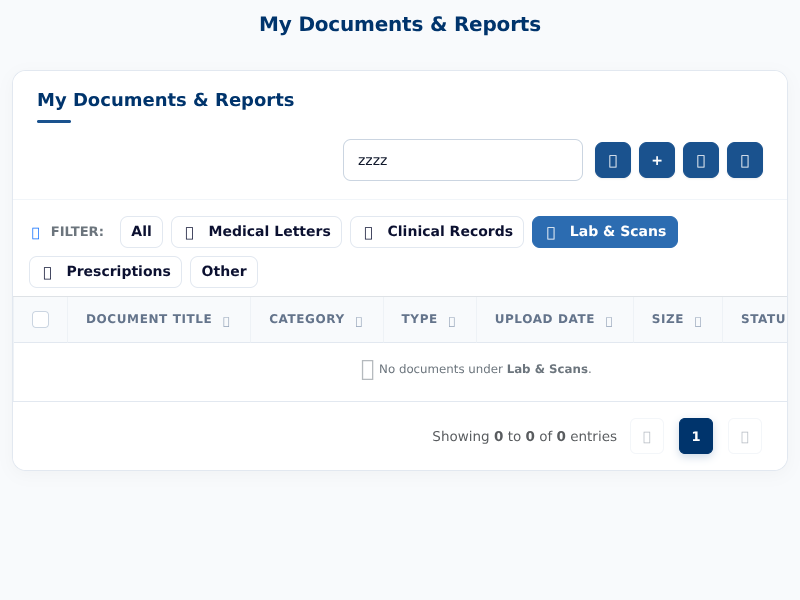 My Documents & Reports
My Documents & Reports
zzzz
+
FILTER: All Medical Letters Clinical Records Lab & Scans
Prescriptions Other
DOCUMENT TITLE CATEGORY TYPE UPLOAD DATE SIZE STATU
No documents under Lab & Scans.
Showing 0 to 0 of 0 entries 1